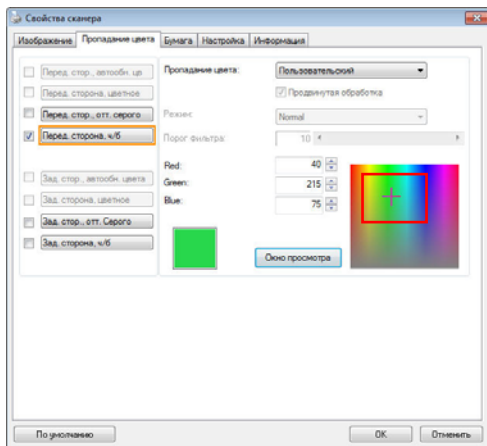 Свойства сканера
Изображение Пропадание цвета Бумага Настройка Информация
Перед. стор., автообн. цв
Перед. сторона, цветное
Перед. стор., отт. серого
Перед. сторона, ч/б
Зад. стор., автообн. цвета
Зад. сторона, цветное
Зад. стор., отт. Серого
Зад. сторона, ч/б
Пропадание цвета: Пользовательский
Продвинутая обработка
Режим: Normal
Порог фильтра: 10
Red: 40
Green: 215
Blue: 75
Окно просмотра
По умолчанию OK Отменить